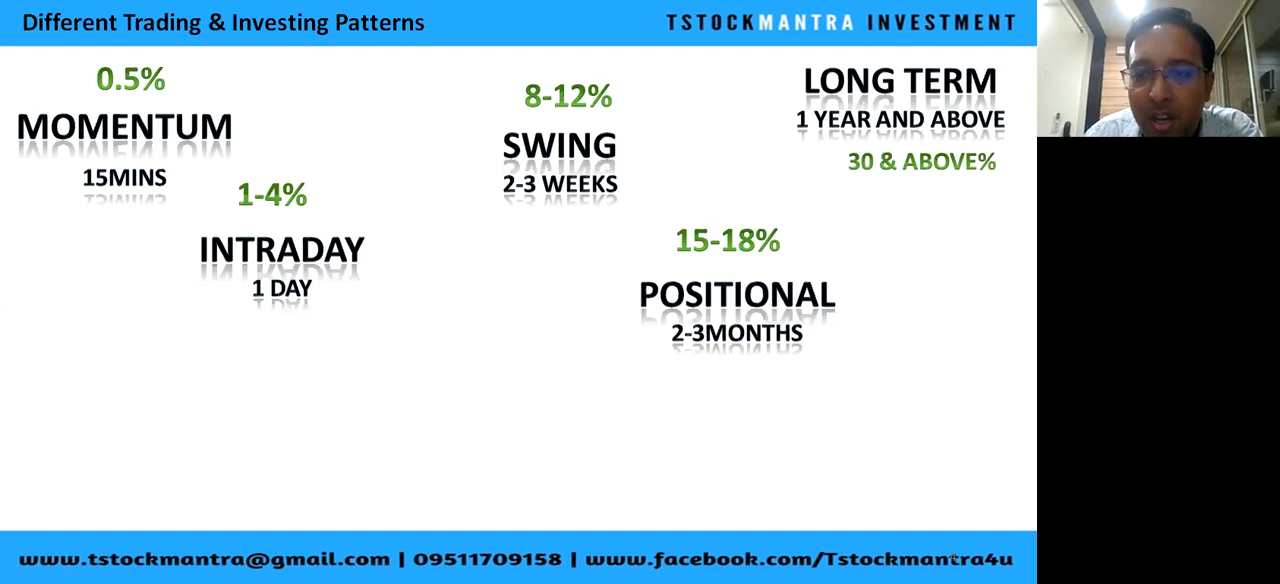 Different Trading & Investing Patterns
TSTOCKMANTRA INVESTMENT
0.5%
MOMENTUM
15MINS
1-4%
INTRADAY
1 DAY
8-12%
SWING
2-3 WEEKS
15-18%
POSITIONAL
2-3MONTHS
LONG TERM
1 YEAR AND ABOVE
30 & ABOVE%
www.tstockmantra@gmail.com | 09511709158 | www.facebook.com/Tstockmantra4u